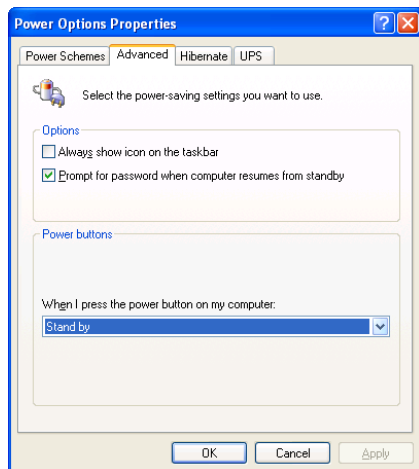 Power Options Properties
Power Schemes Advanced Hibernate UPS
Select the power-saving settings you want to use.
Options
Always show icon on the taskbar
Prompt for password when computer resumes from standby
Power buttons
When I press the power button on my computer:
Stand by
OK Cancel Apply